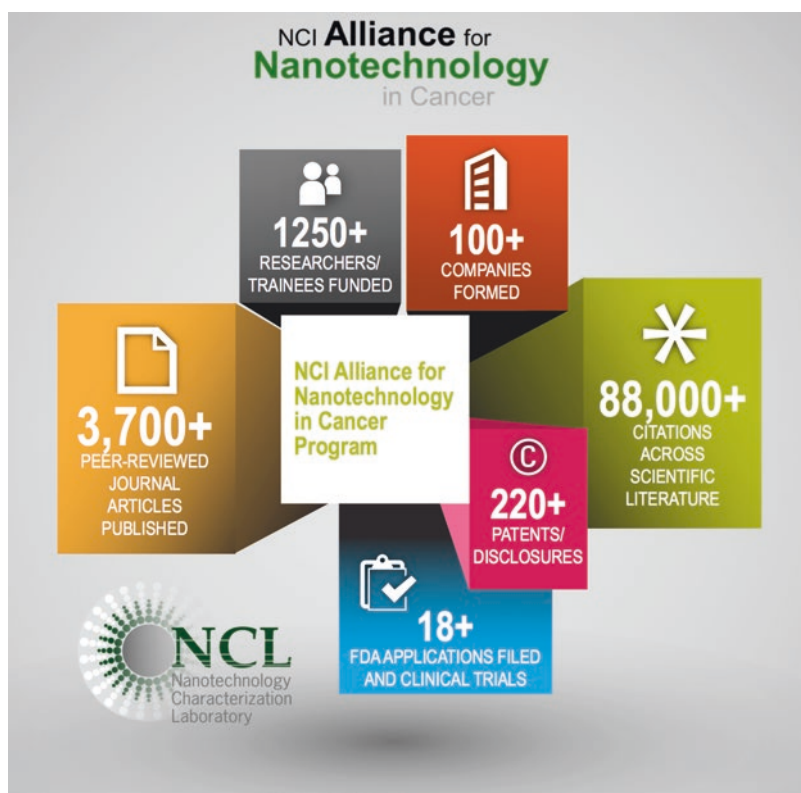 NCI Alliance for
Nanotechnology
in Cancer
1250+
RESEARCHERS/
TRAINEES FUNDED
100+
COMPANIES
FORMED
3,700+
PEER-REVIEWED
JOURNAL
ARTICLES
PUBLISHED
NCI Alliance for
Nanotechnology
in Cancer
Program
88,000+
CITATIONS
ACROSS
SCIENTIFIC
LITERATURE
©
220+
PATENTS/
DISCLOSURES
18+
FDA APPLICATIONS FILED
AND CLINICAL TRIALS
NCL
Nanotechnology
Characterization
Laboratory